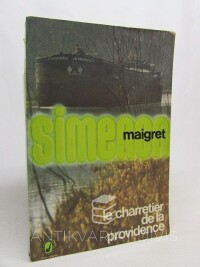 simenon
maigret
le charretier
de la
providence